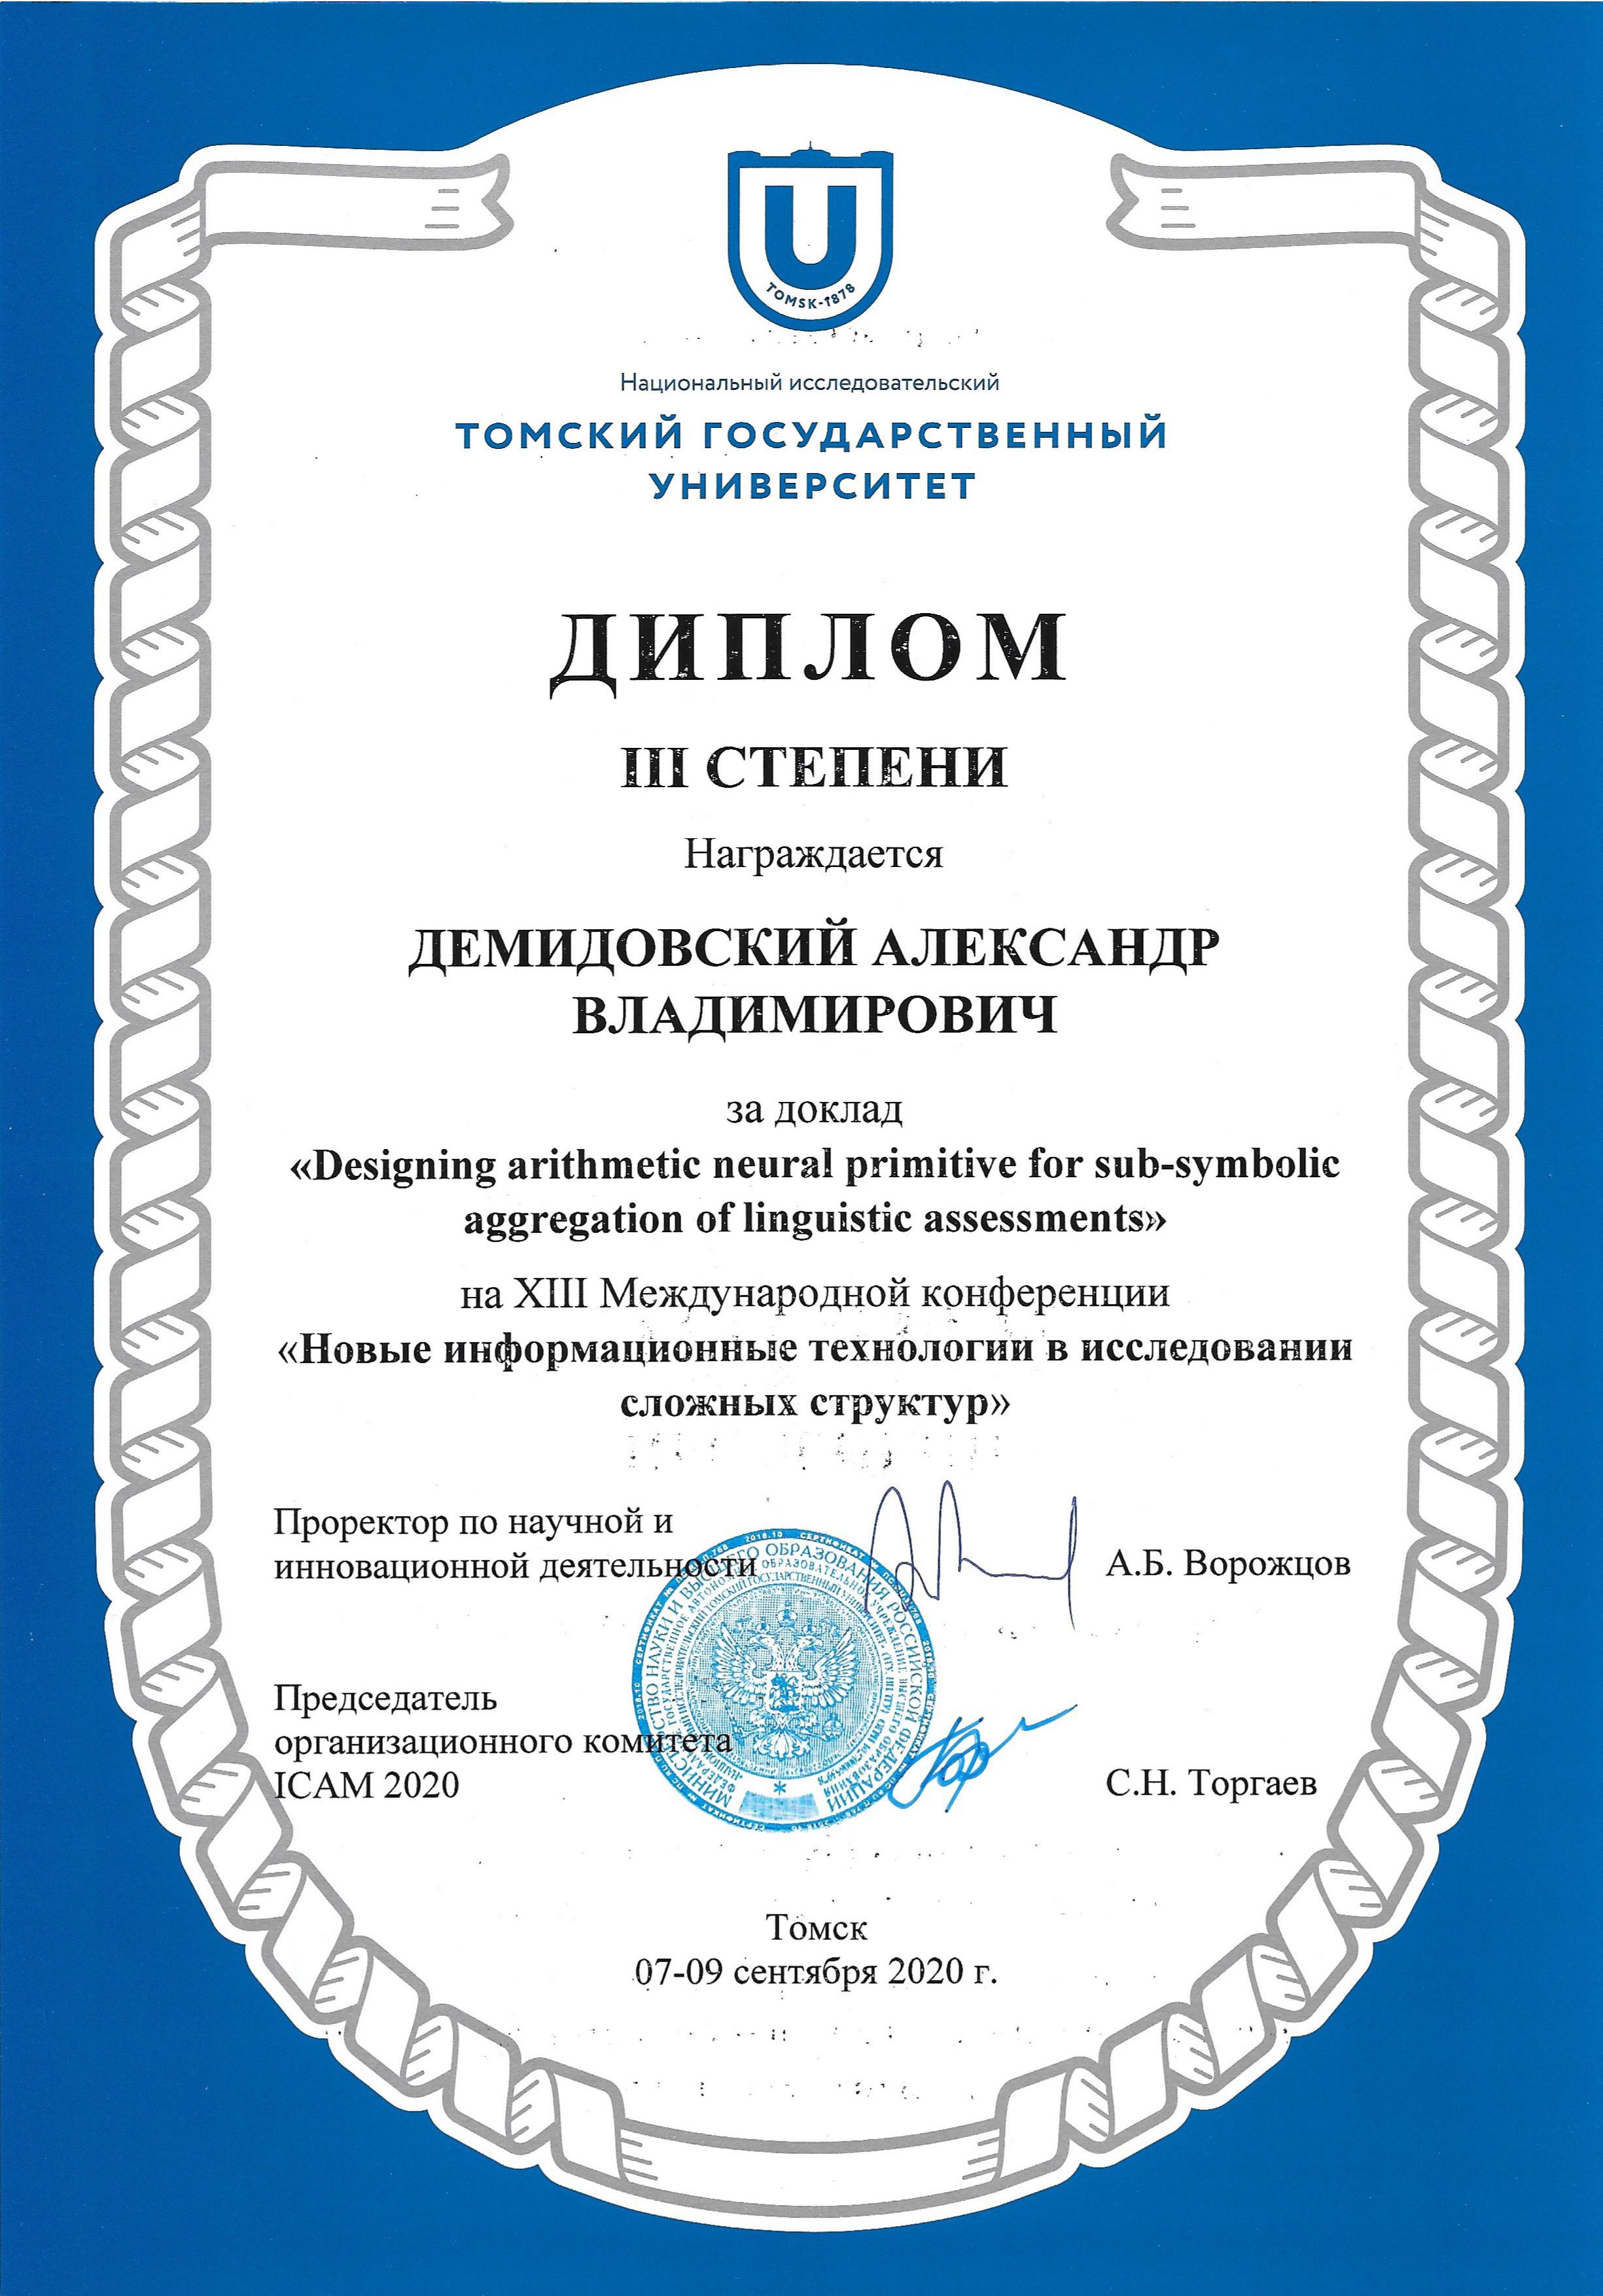 U
TOMSK-1878
Национальный исследовательский
ТОМСКИЙ ГОСУДАРСТВЕННЫЙ
УНИВЕРСИТЕТ
ДИПЛОМ
III СТЕПЕНИ
Награждается
ДЕМИДОВСКИЙ АЛЕКСАНДР
ВЛАДИМИРОВИЧ
за доклад
«Designing arithmetic neural primitive for sub-symbolic
aggregation of linguistic assessments»
на XIII Международной конференции
«Новые информационные технологии в исследовании
сложных структур»
Проректор по научной и
инновационной деятельности
А.Б. Ворожцов
МИНИСТЕРСТВО НАУКИ И ВЫСШЕГО ОБРАЗОВАНИЯ РОССИЙСКОЙ ФЕДЕРАЦИИ
Председатель
организационного комитета
ICAM 2020
С.Н. Торгаев
Томск
07-09 сентября 2020 г.